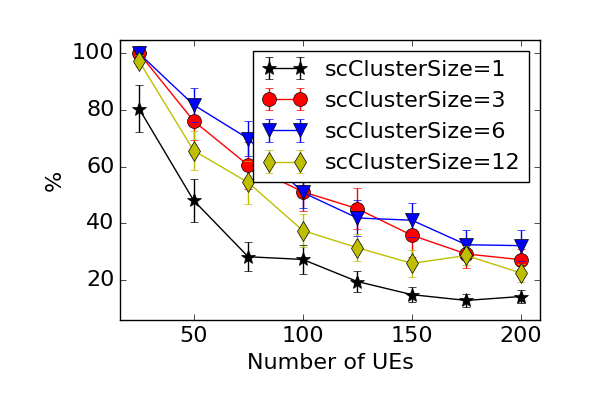 100
80
60
40
20
%
scClusterSize=1
scClusterSize=3
scClusterSize=6
scClusterSize=12
50 100 150 200
Number of UEs